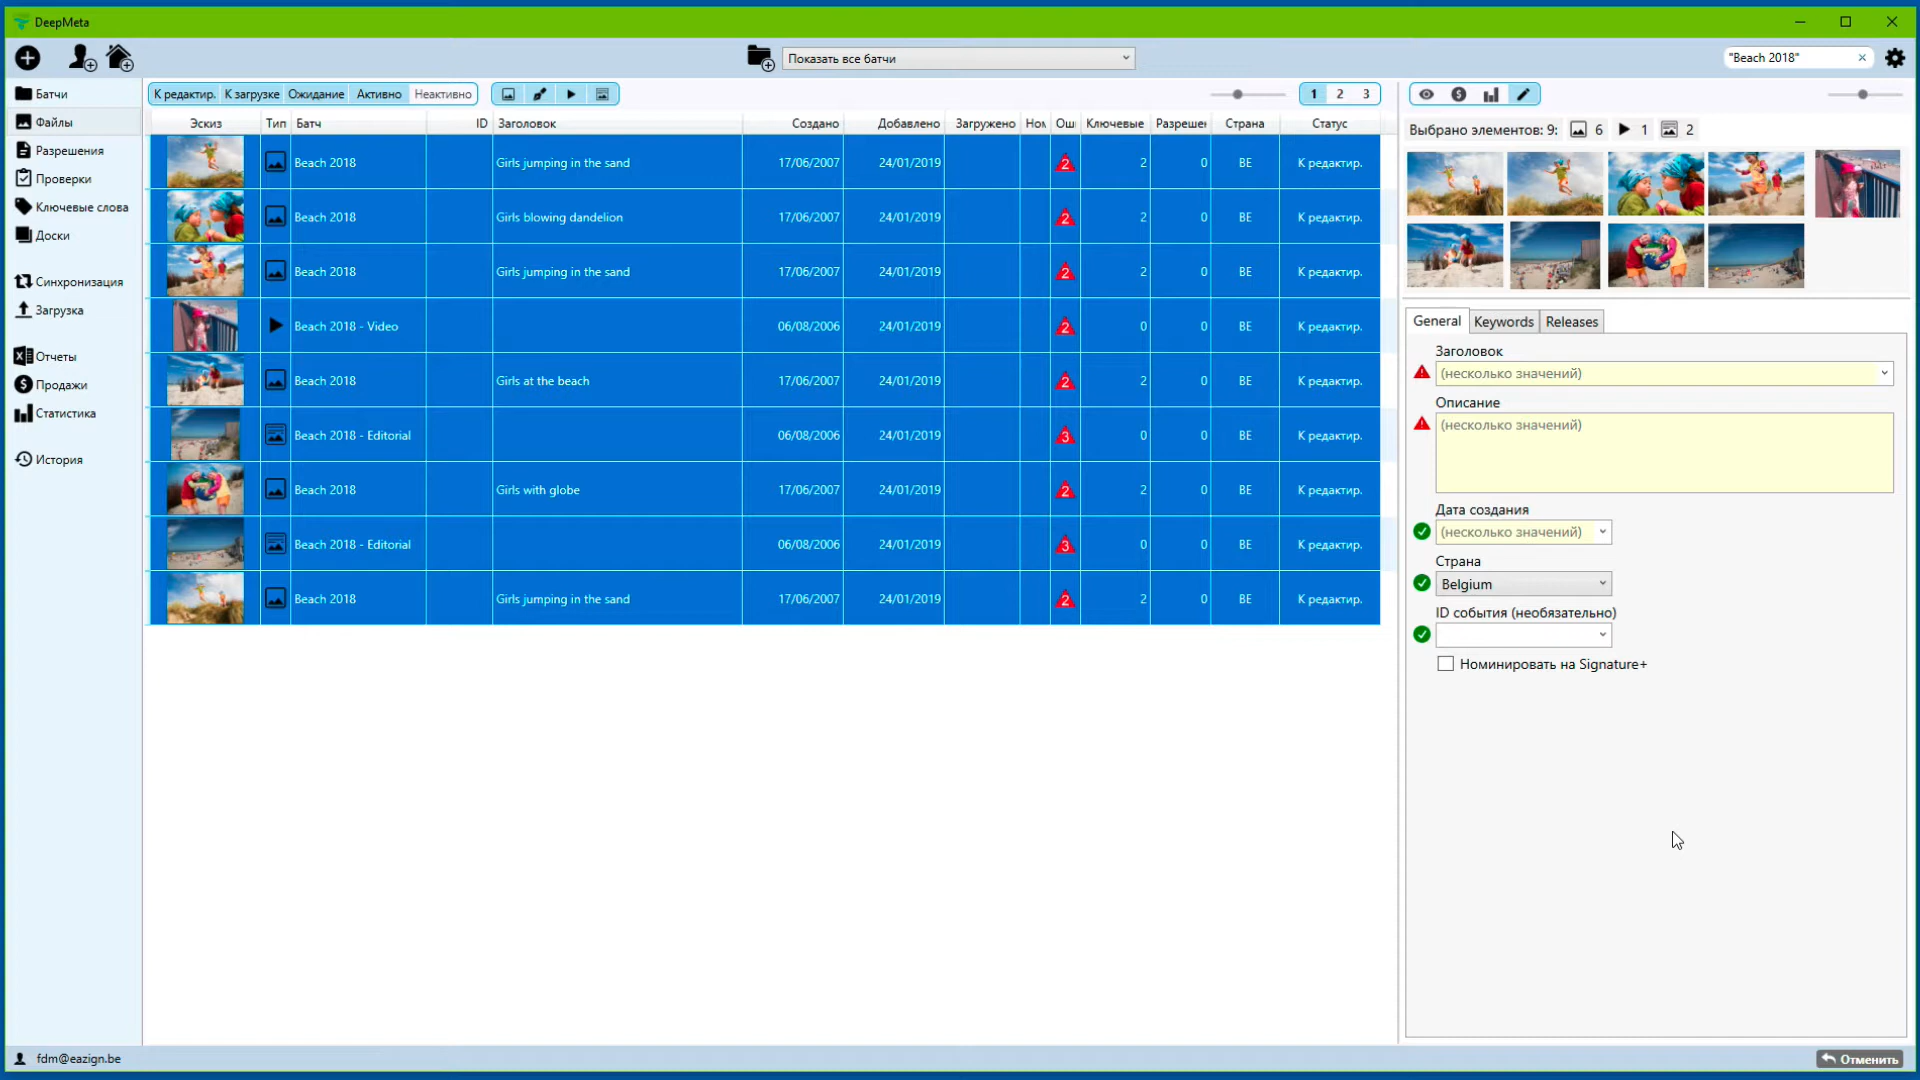 DeepMeta
Показать все батчи
"Beach 2018"
Батчи
Файлы
Разрешения
Проверки
Ключевые слова
Доски
Синхронизация
Загрузка
Отчеты
Продажи
Статистика
История
К редактир. К загрузке Ожидание Активно Неактивно
1 2 3
Эскиз Тип Батч ID Заголовок Создано Добавлено Загружено Ном Ош Ключевые Разрешен Страна Статус
Beach 2018 Girls jumping in the sand 17/06/2007 24/01/2019 2 2 0 BE К редактир.
Beach 2018 Girls blowing dandelion 17/06/2007 24/01/2019 2 2 0 BE К редактир.
Beach 2018 Girls jumping in the sand 17/06/2007 24/01/2019 2 2 0 BE К редактир.
Beach 2018 - Video 06/08/2006 24/01/2019 2 0 0 BE К редактир.
Beach 2018 Girls at the beach 17/06/2007 24/01/2019 2 2 0 BE К редактир.
Beach 2018 - Editorial 06/08/2006 24/01/2019 3 0 0 BE К редактир.
Beach 2018 Girls with globe 17/06/2007 24/01/2019 2 2 0 BE К редактир.
Beach 2018 - Editorial 06/08/2006 24/01/2019 3 0 0 BE К редактир.
Beach 2018 Girls jumping in the sand 17/06/2007 24/01/2019 2 2 0 BE К редактир.
Выбрано элементов: 9: 6 1 2
General Keywords Releases
Заголовок
(несколько значений)
Описание
(несколько значений)
Дата создания
(несколько значений)
Страна
Belgium
ID события (необязательно)
Номинировать на Signature+
fdm@eazign.be
Отменить